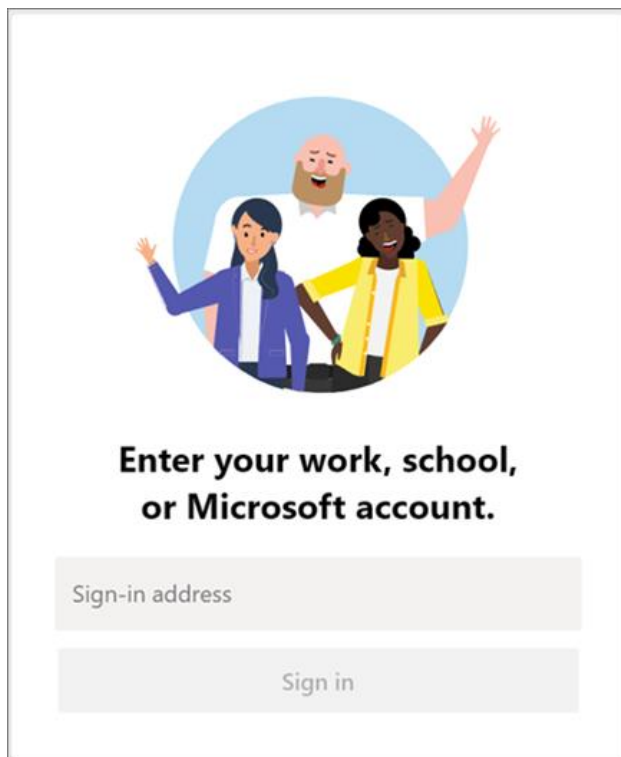 Enter your work, school,
or Microsoft account.
Sign-in address
Sign in